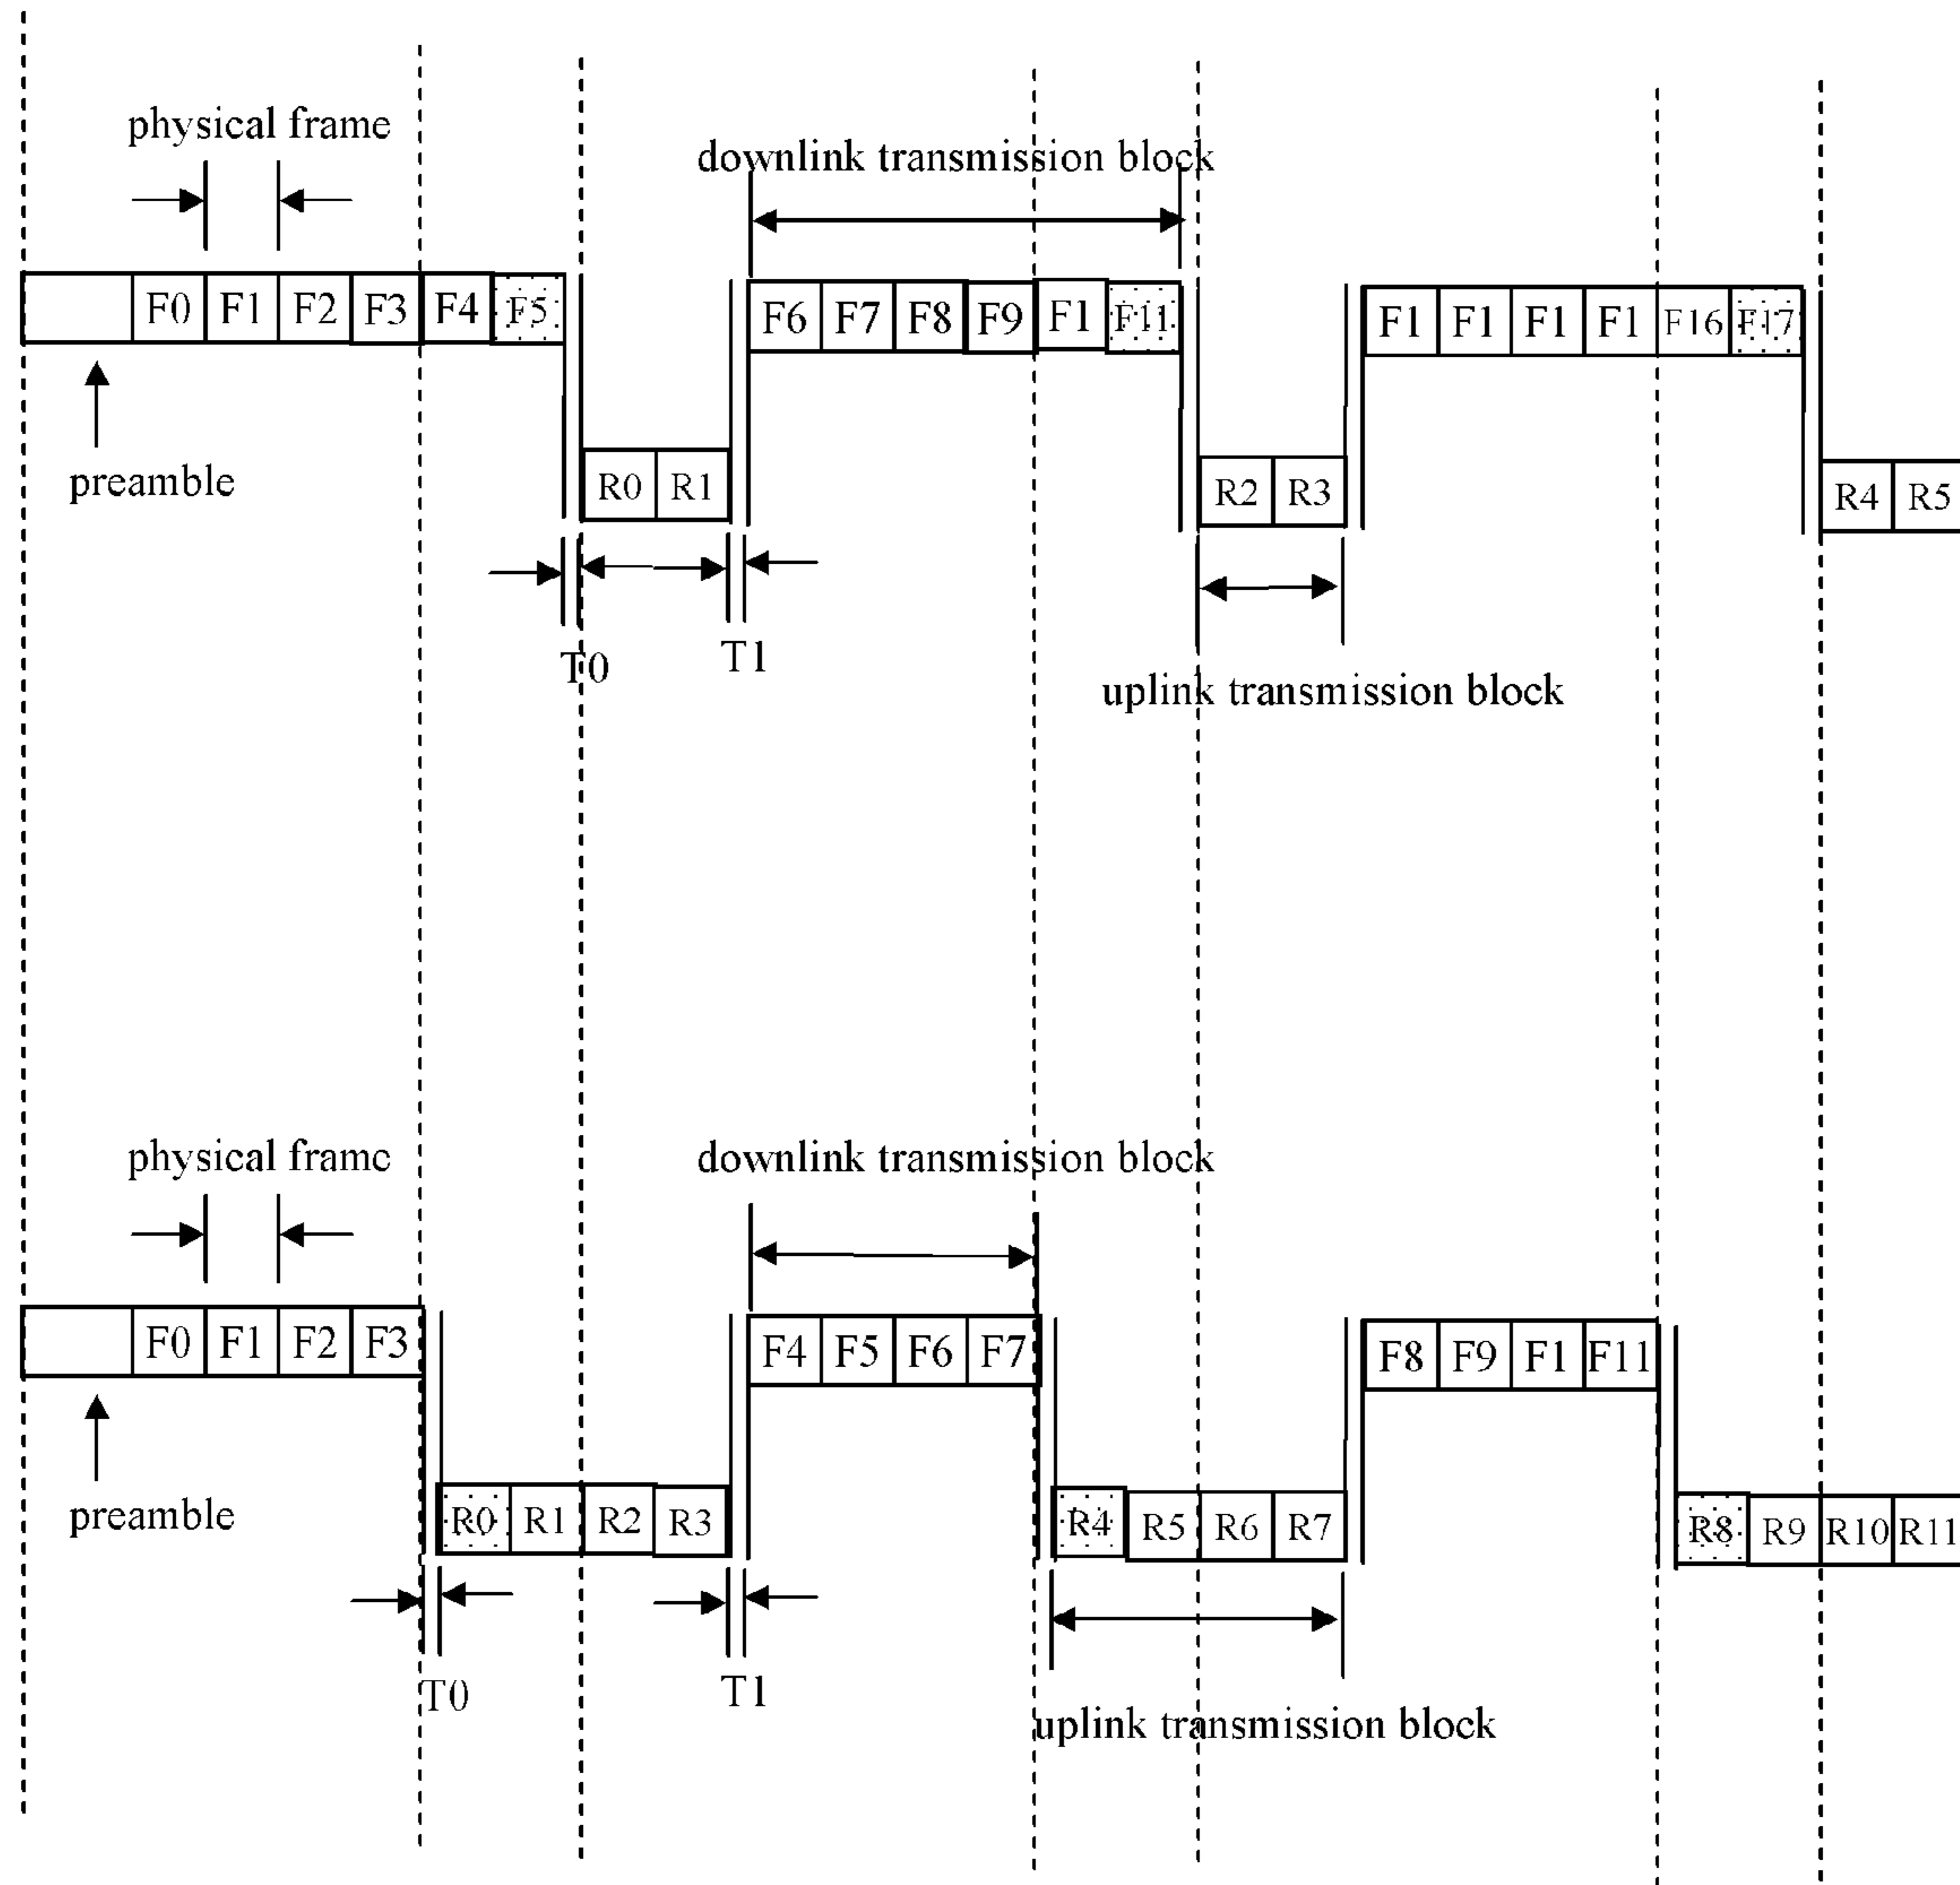 physical frame
downlink transmission block
F0 F1 F2 F3 F4 F5 F6 F7 F8 F9 F1 F11 F1 F1 F1 F1 F16 F17
preamble
R0 R1 R2 R3 R4 R5
T0 T1
uplink transmission block
physical frame
downlink transmission block
F0 F1 F2 F3 F4 F5 F6 F7 F8 F9 F1 F11
preamble
R0 R1 R2 R3 R4 R5 R6 R7 R8 R9 R10 R11
T0 T1
uplink transmission block